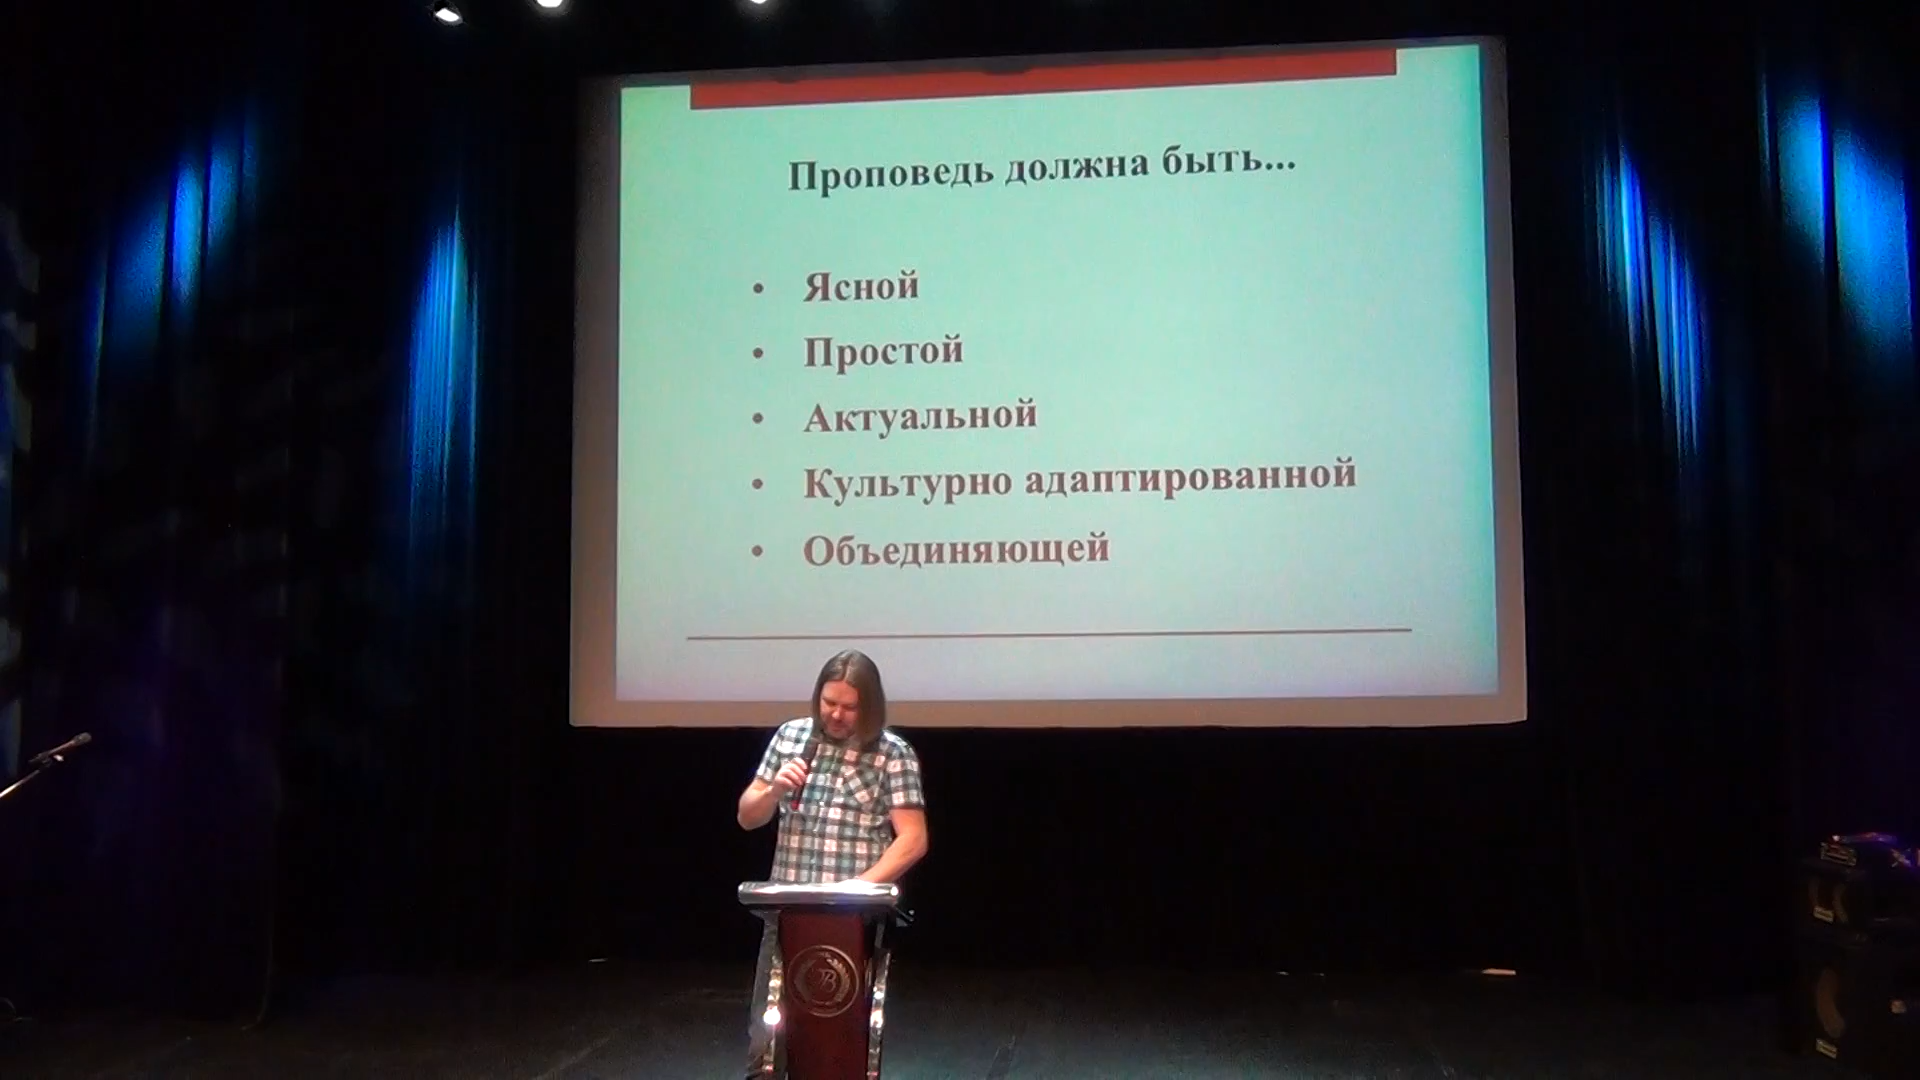 Проповедь должна быть...
• Ясной
• Простой
• Актуальной
• Культурно адаптированной
• Объединяющей